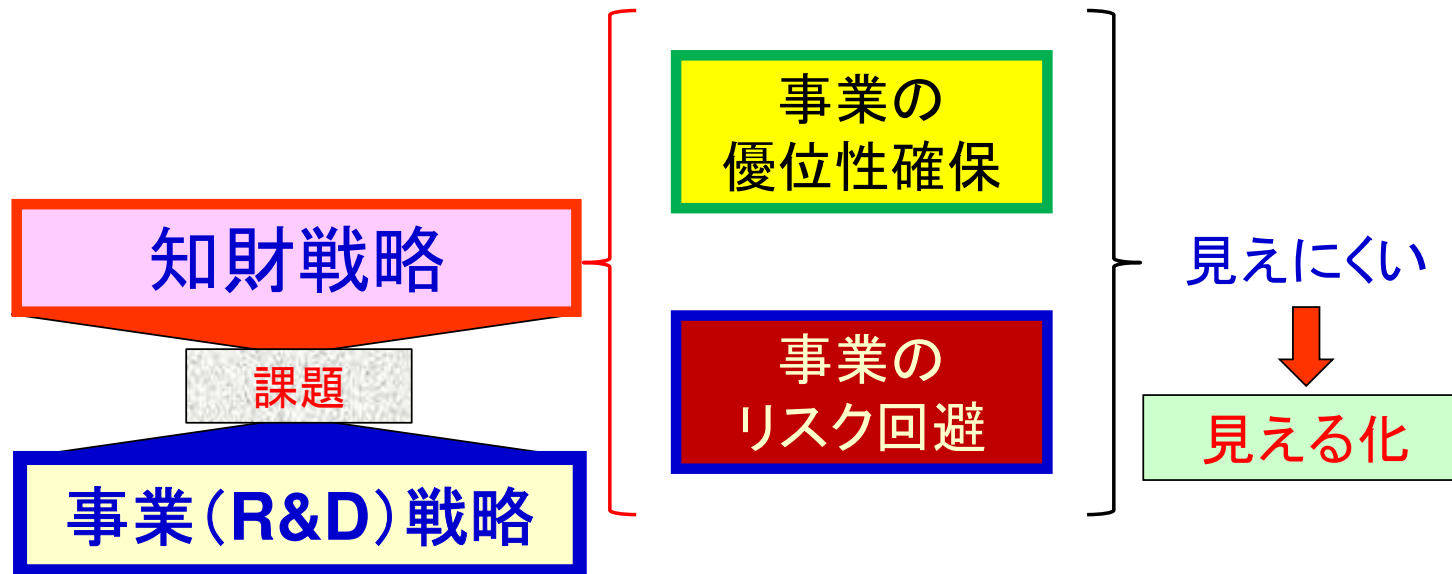 知財戦略
課題
事業（R&D）戦略
事業の
優位性確保
事業の
リスク回避
見えにくい
見える化